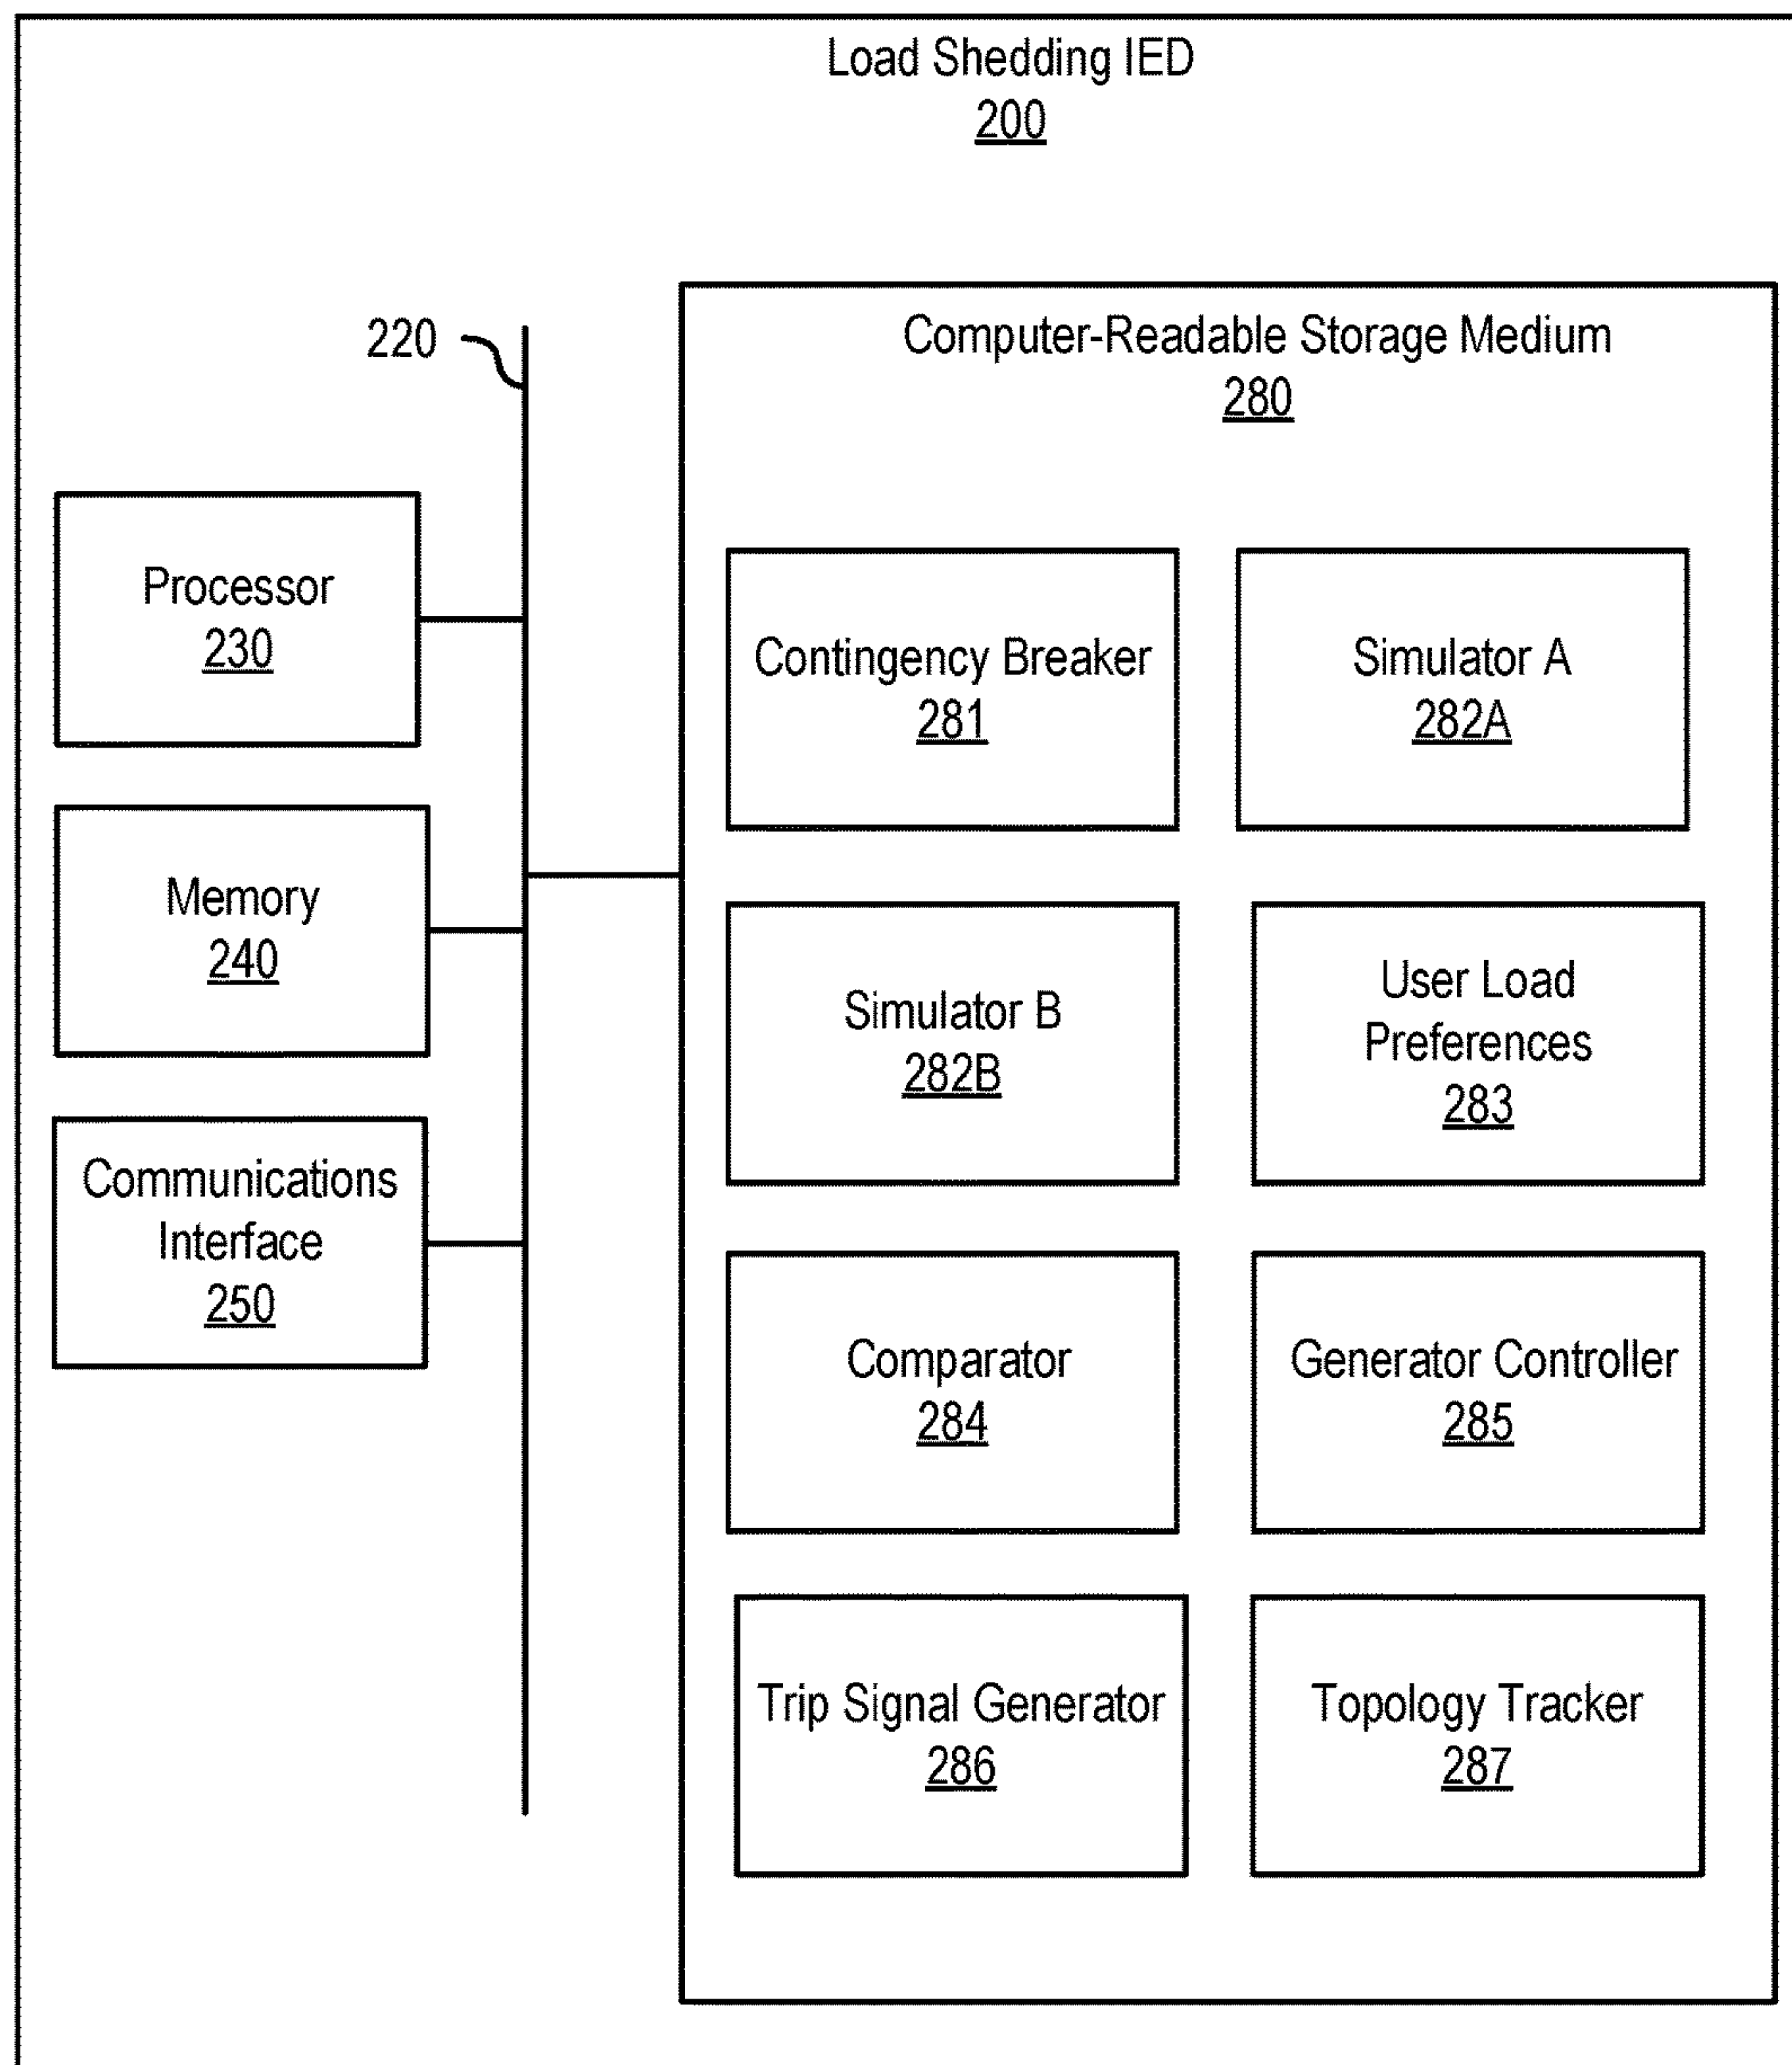 Load Shedding IED
200
220
Computer-Readable Storage Medium
280
Processor
230
Memory
240
Communications
Interface
250
Contingency Breaker
281
Simulator A
282A
Simulator B
282B
User Load
Preferences
283
Comparator
284
Generator Controller
285
Trip Signal Generator
286
Topology Tracker
287